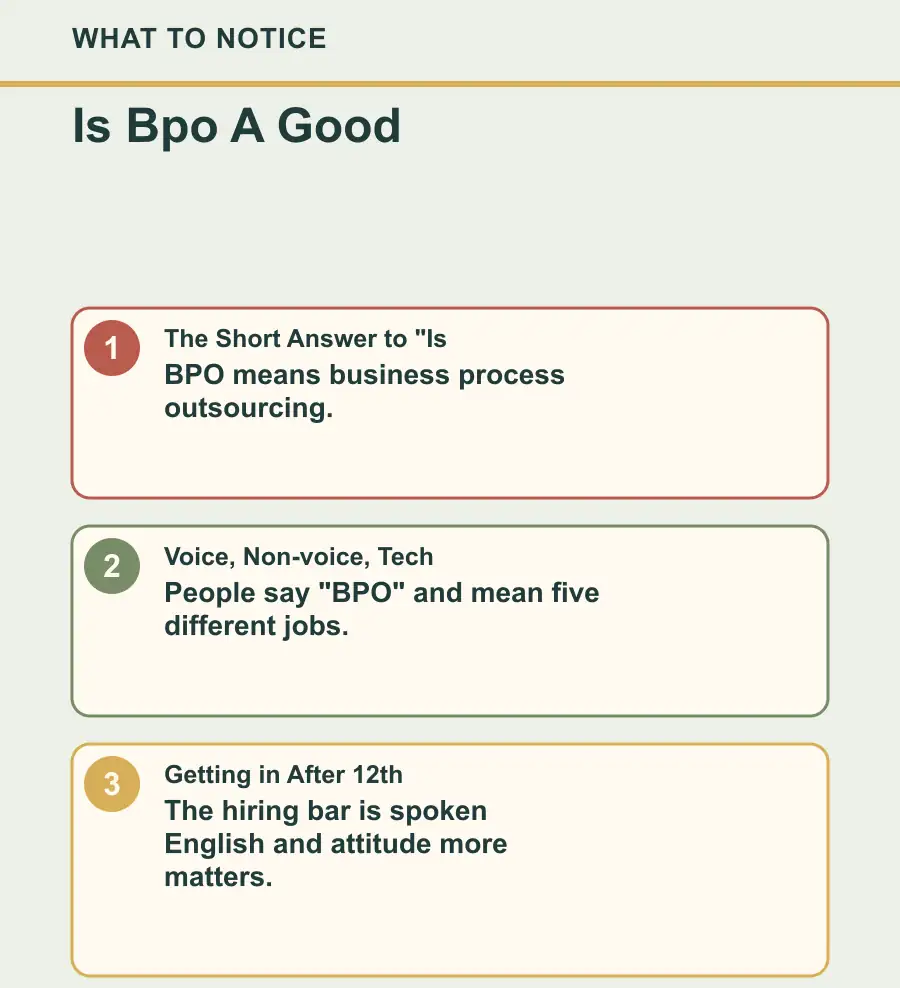 WHAT TO NOTICE
Is Bpo A Good
1
The Short Answer to "Is
BPO means business process
outsourcing.
2
Voice, Non-voice, Tech
People say "BPO" and mean five
different jobs.
3
Getting in After 12th
The hiring bar is spoken
English and attitude more
matters.